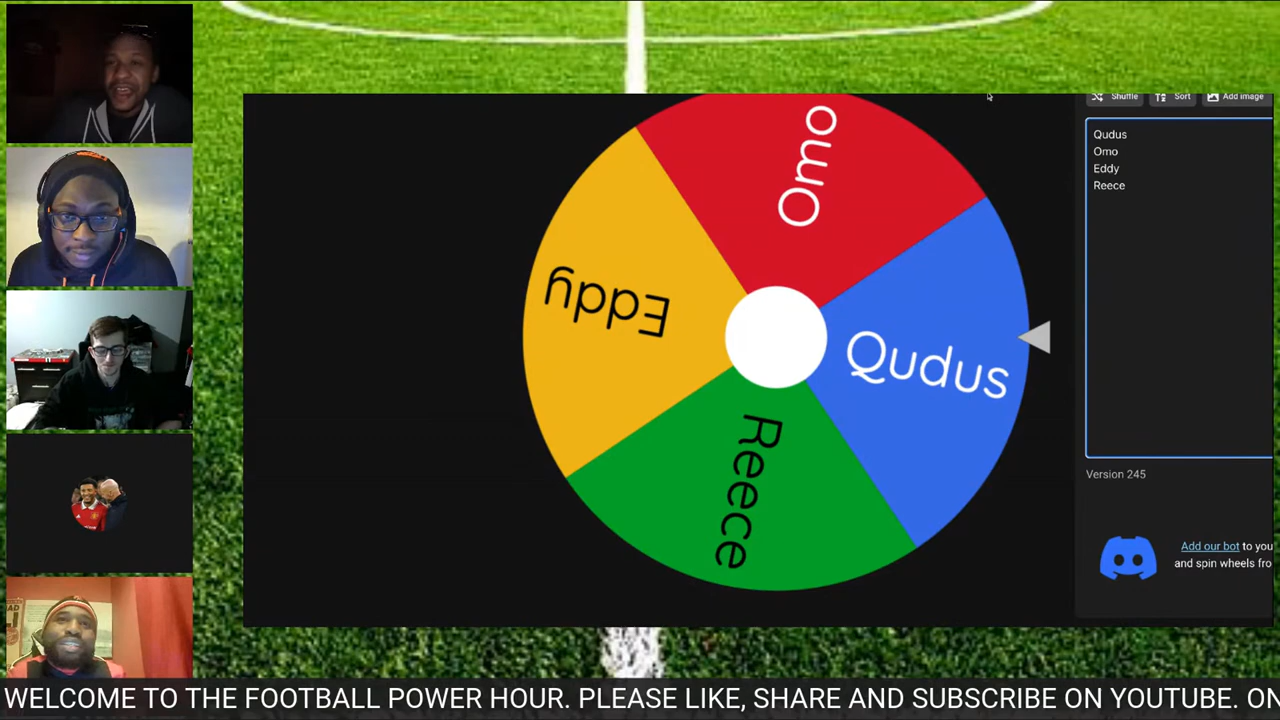 Shuffle
Sort
Add image
Omo
Eddy
Qudus
Reece
Qudus
Omo
Eddy
Reece
Version 245
Add our bot to you
and spin wheels fro
WELCOME TO THE FOOTBALL POWER HOUR. PLEASE LIKE, SHARE AND SUBSCRIBE ON YOUTUBE. ON